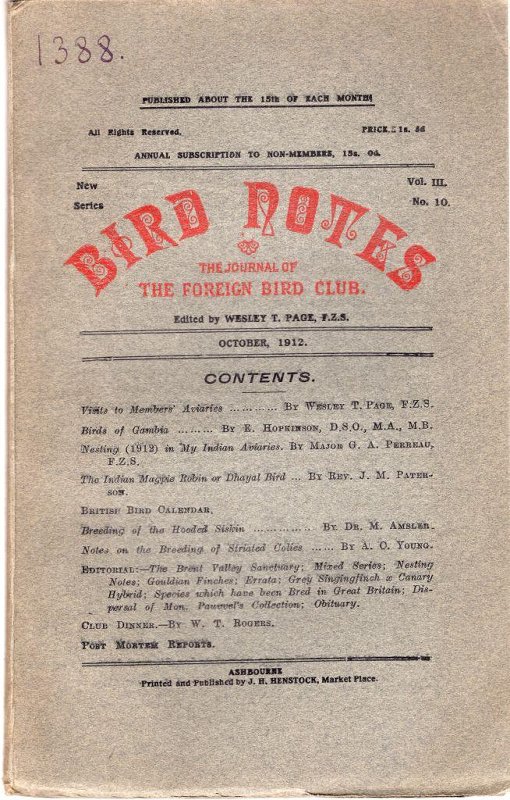 1388.
PUBLISHED ABOUT THE 15th OF EACH MONTH.
All Rights Reserved. PRICE, 1s. 3d
ANNUAL SUBSCRIPTION TO NON-MEMBERS, 15s. 0d.
New Series
Vol. III. No. 10.
BIRD NOTES
THE JOURNAL OF
THE FOREIGN BIRD CLUB.
Edited by WESLEY T. PAGE, F.Z.S.
OCTOBER, 1912.
CONTENTS.
Visits to Members' Aviaries ............ BY WESLEY T. PAGE, F.Z.S.
Birds of Gambia ...... BY E. HOPKINSON, D.S.O., M.A., M.B.
Nesting (1912) in My Indian Aviaries. BY MAJOR G. A. PERREAU,
F.Z.S.
The Indian Magpie Robin or Dhayal Bird ... BY REV. J. M. PATER-
SON.
BRITISH BIRD CALENDAR.
Breeding of the Hooded Siskin ............... BY DR. M. AMSLER.
Notes on the Breeding of Striated Colies ...... BY A. O. YOUNG.
EDITORIAL:—The Brent Valley Sanctuary; Mixed Series; Nesting
Notes; Gouldian Finches; Errata; Grey Singingfinch x Canary
Hybrid; Species which have been Bred in Great Britain; Dis-
persal of Mon. Pauwel's Collection; Obituary.
CLUB DINNER.—BY W. T. ROGERS.
POST MORTEM REPORTS.
ASHBOURNE
Printed and Published by J. H. HENSTOCK, Market Place.